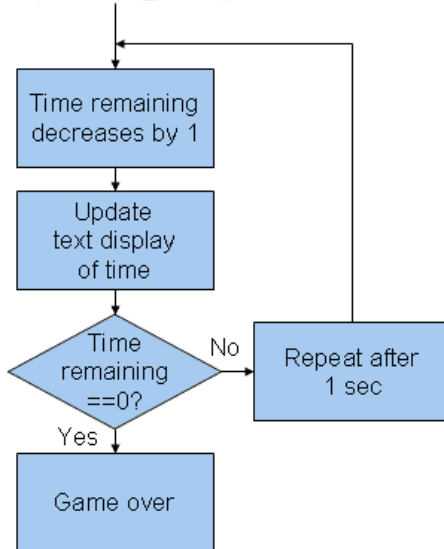 Time remaining
decreases by 1
Update
text display
of time
Time
remaining
==0?
No
Repeat after
1 sec
Yes
Game over